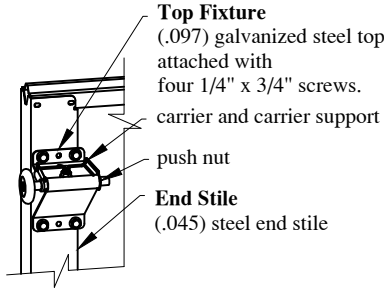 Top Fixture
(.097) galvanized steel top
attached with
four 1/4" x 3/4" screws.
carrier and carrier support
push nut
End Stile
(.045) steel end stile